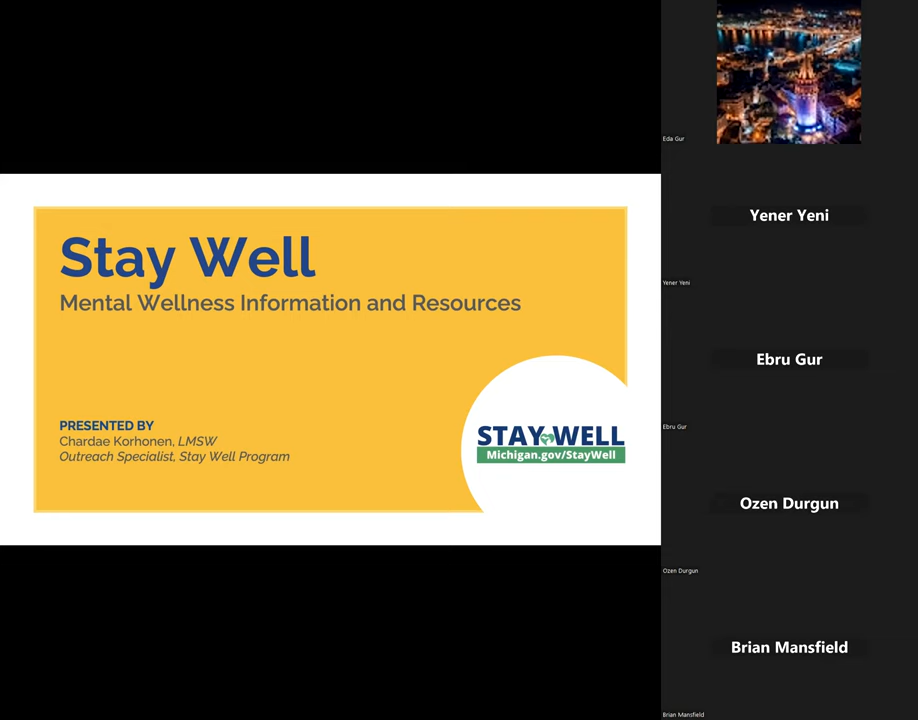 Stay Well
Mental Wellness Information and Resources
PRESENTED BY
Chardae Korhonen, LMSW
Outreach Specialist, Stay Well Program
STAY WELL
Michigan.gov/StayWell
Eda Gur
Yener Yeni
Yener Yeni
Ebru Gur
Ebru Gur
Ozen Durgun
Ozen Durgun
Brian Mansfield
Brian Mansfield